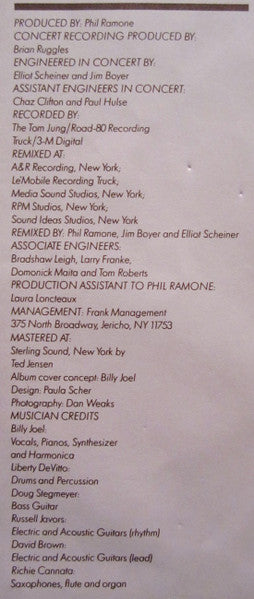 PRODUCED BY: Phil Ramone
CONCERT RECORDING PRODUCED BY:
Brian Ruggles
ENGINEERED IN CONCERT BY:
Elliot Scheiner and Jim Boyer
ASSISTANT ENGINEERS IN CONCERT:
Chaz Clifton and Paul Hulse
RECORDED BY:
The Tom Jung/Road-80 Recording
Truck/3-M Digital
REMIXED AT:
A&R Recording, New York;
Le'Mobile Recording Truck,
Media Sound Studios, New York;
RPM Studios, New York;
Sound Ideas Studios, New York
REMIXED BY: Phil Ramone, Jim Boyer and Elliot Scheiner
ASSOCIATE ENGINEERS:
Bradshaw Leigh, Larry Franke,
Domonick Maita and Tom Roberts
PRODUCTION ASSISTANT TO PHIL RAMONE:
Laura Loncteaux
MANAGEMENT: Frank Management
375 North Broadway, Jericho, NY 11753
MASTERED AT:
Sterling Sound, New York by
Ted Jensen
Album cover concept: Billy Joel
Design: Paula Scher
Photography: Dan Weaks
MUSICIAN CREDITS
Billy Joel:
Vocals, Pianos, Synthesizer
and Harmonica
Liberty DeVitto:
Drums and Percussion
Doug Stegmeyer:
Bass Guitar
Russell Javors:
Electric and Acoustic Guitars (rhythm)
David Brown:
Electric and Acoustic Guitars (lead)
Richie Cannata:
Saxophones, flute and organ